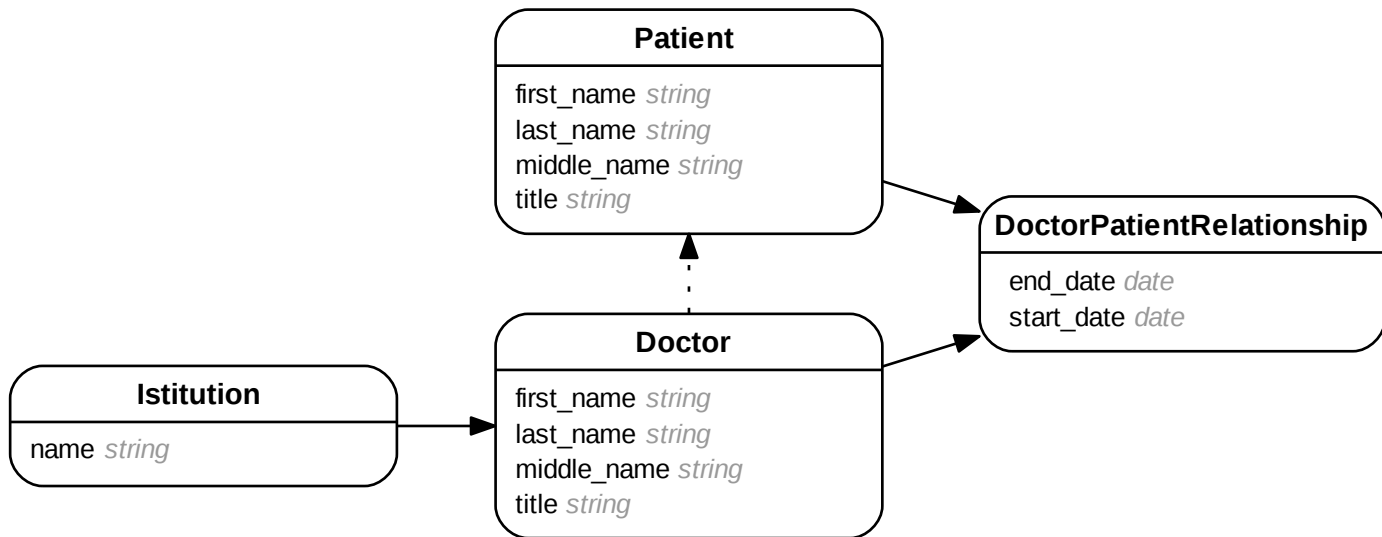 Patient
first_name string
last_name string
middle_name string
title string
DoctorPatientRelationship
end_date date
start_date date
Doctor
first_name string
last_name string
middle_name string
title string
Istitution
name string